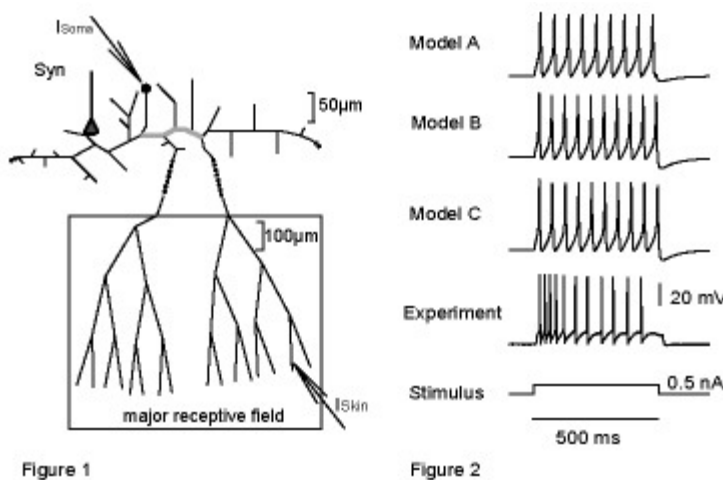 ISoma
Syn
50µm
100µm
ISkin
major receptive field
Figure 1
Model A
Model B
Model C
20 mV
Experiment
0.5 nA
Stimulus
500 ms
Figure 2